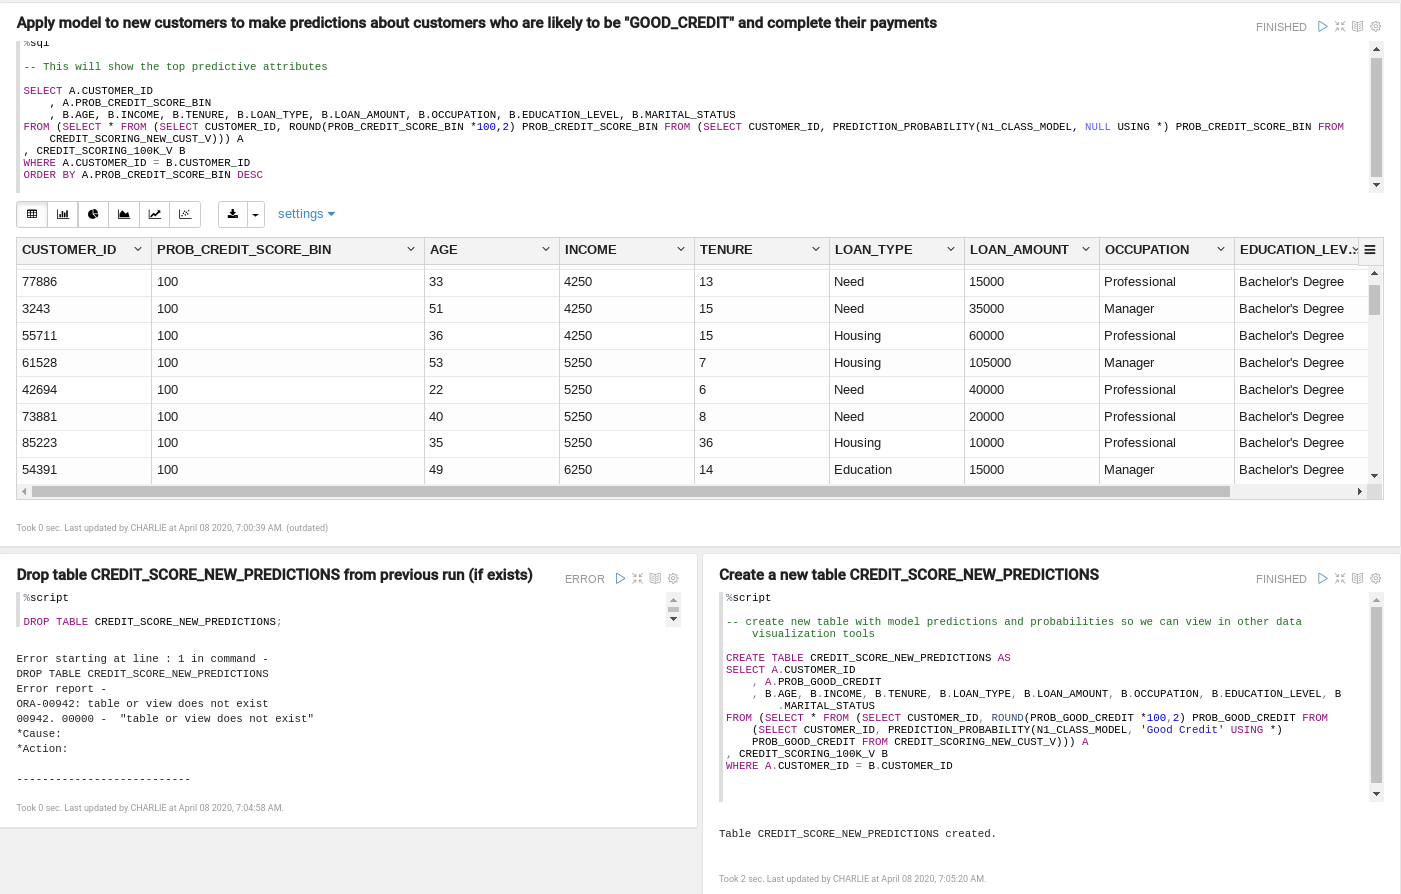 Apply model to new customers to make predictions about customers who are likely to be "GOOD_CREDIT" and complete their payments
FINISHED
%sql
-- This will show the top predictive attributes
SELECT A.CUSTOMER_ID
, A.PROB_CREDIT_SCORE_BIN
, B.AGE, B.INCOME, B.TENURE, B.LOAN_TYPE, B.LOAN_AMOUNT, B.OCCUPATION, B.EDUCATION_LEVEL, B.MARITAL_STATUS
FROM (SELECT * FROM (SELECT CUSTOMER_ID, ROUND(PROB_CREDIT_SCORE_BIN *100,2) PROB_CREDIT_SCORE_BIN FROM (SELECT CUSTOMER_ID, PREDICTION_PROBABILITY(N1_CLASS_MODEL, NULL USING *) PROB_CREDIT_SCORE_BIN FROM
CREDIT_SCORING_NEW_CUST_V))) A
, CREDIT_SCORING_100K_V B
WHERE A.CUSTOMER_ID = B.CUSTOMER_ID
ORDER BY A.PROB_CREDIT_SCORE_BIN DESC
settings
CUSTOMER_ID PROB_CREDIT_SCORE_BIN AGE INCOME TENURE LOAN_TYPE LOAN_AMOUNT OCCUPATION EDUCATION_LEV...
77886 100 33 4250 13 Need 15000 Professional Bachelor's Degree
3243 100 51 4250 15 Need 35000 Manager Bachelor's Degree
55711 100 36 4250 15 Housing 60000 Professional Bachelor's Degree
61528 100 53 5250 7 Housing 105000 Manager Bachelor's Degree
42694 100 22 5250 6 Need 40000 Professional Bachelor's Degree
73881 100 40 5250 8 Need 20000 Professional Bachelor's Degree
85223 100 35 5250 36 Housing 10000 Professional Bachelor's Degree
54391 100 49 6250 14 Education 15000 Manager Bachelor's Degree
Took 0 sec. Last updated by CHARLIE at April 08 2020, 7:00:39 AM. (outdated)
Drop table CREDIT_SCORE_NEW_PREDICTIONS from previous run (if exists)
ERROR
%script
DROP TABLE CREDIT_SCORE_NEW_PREDICTIONS;
Error starting at line : 1 in command -
DROP TABLE CREDIT_SCORE_NEW_PREDICTIONS
Error report -
ORA-00942: table or view does not exist
00942. 00000 -  "table or view does not exist"
*Cause:
*Action:
---------------------------
Took 0 sec. Last updated by CHARLIE at April 08 2020, 7:04:58 AM.
Create a new table CREDIT_SCORE_NEW_PREDICTIONS
FINISHED
%script
-- create new table with model predictions and probabilities so we can view in other data
visualization tools
CREATE TABLE CREDIT_SCORE_NEW_PREDICTIONS AS
SELECT A.CUSTOMER_ID
, A.PROB_GOOD_CREDIT
, B.AGE, B.INCOME, B.TENURE, B.LOAN_TYPE, B.LOAN_AMOUNT, B.OCCUPATION, B.EDUCATION_LEVEL, B
.MARITAL_STATUS
FROM (SELECT * FROM (SELECT CUSTOMER_ID, ROUND(PROB_GOOD_CREDIT *100,2) PROB_GOOD_CREDIT FROM
(SELECT CUSTOMER_ID, PREDICTION_PROBABILITY(N1_CLASS_MODEL, 'Good Credit' USING *)
PROB_GOOD_CREDIT FROM CREDIT_SCORING_NEW_CUST_V))) A
, CREDIT_SCORING_100K_V B
WHERE A.CUSTOMER_ID = B.CUSTOMER_ID
Table CREDIT_SCORE_NEW_PREDICTIONS created.
Took 2 sec. Last updated by CHARLIE at April 08 2020, 7:05:20 AM.